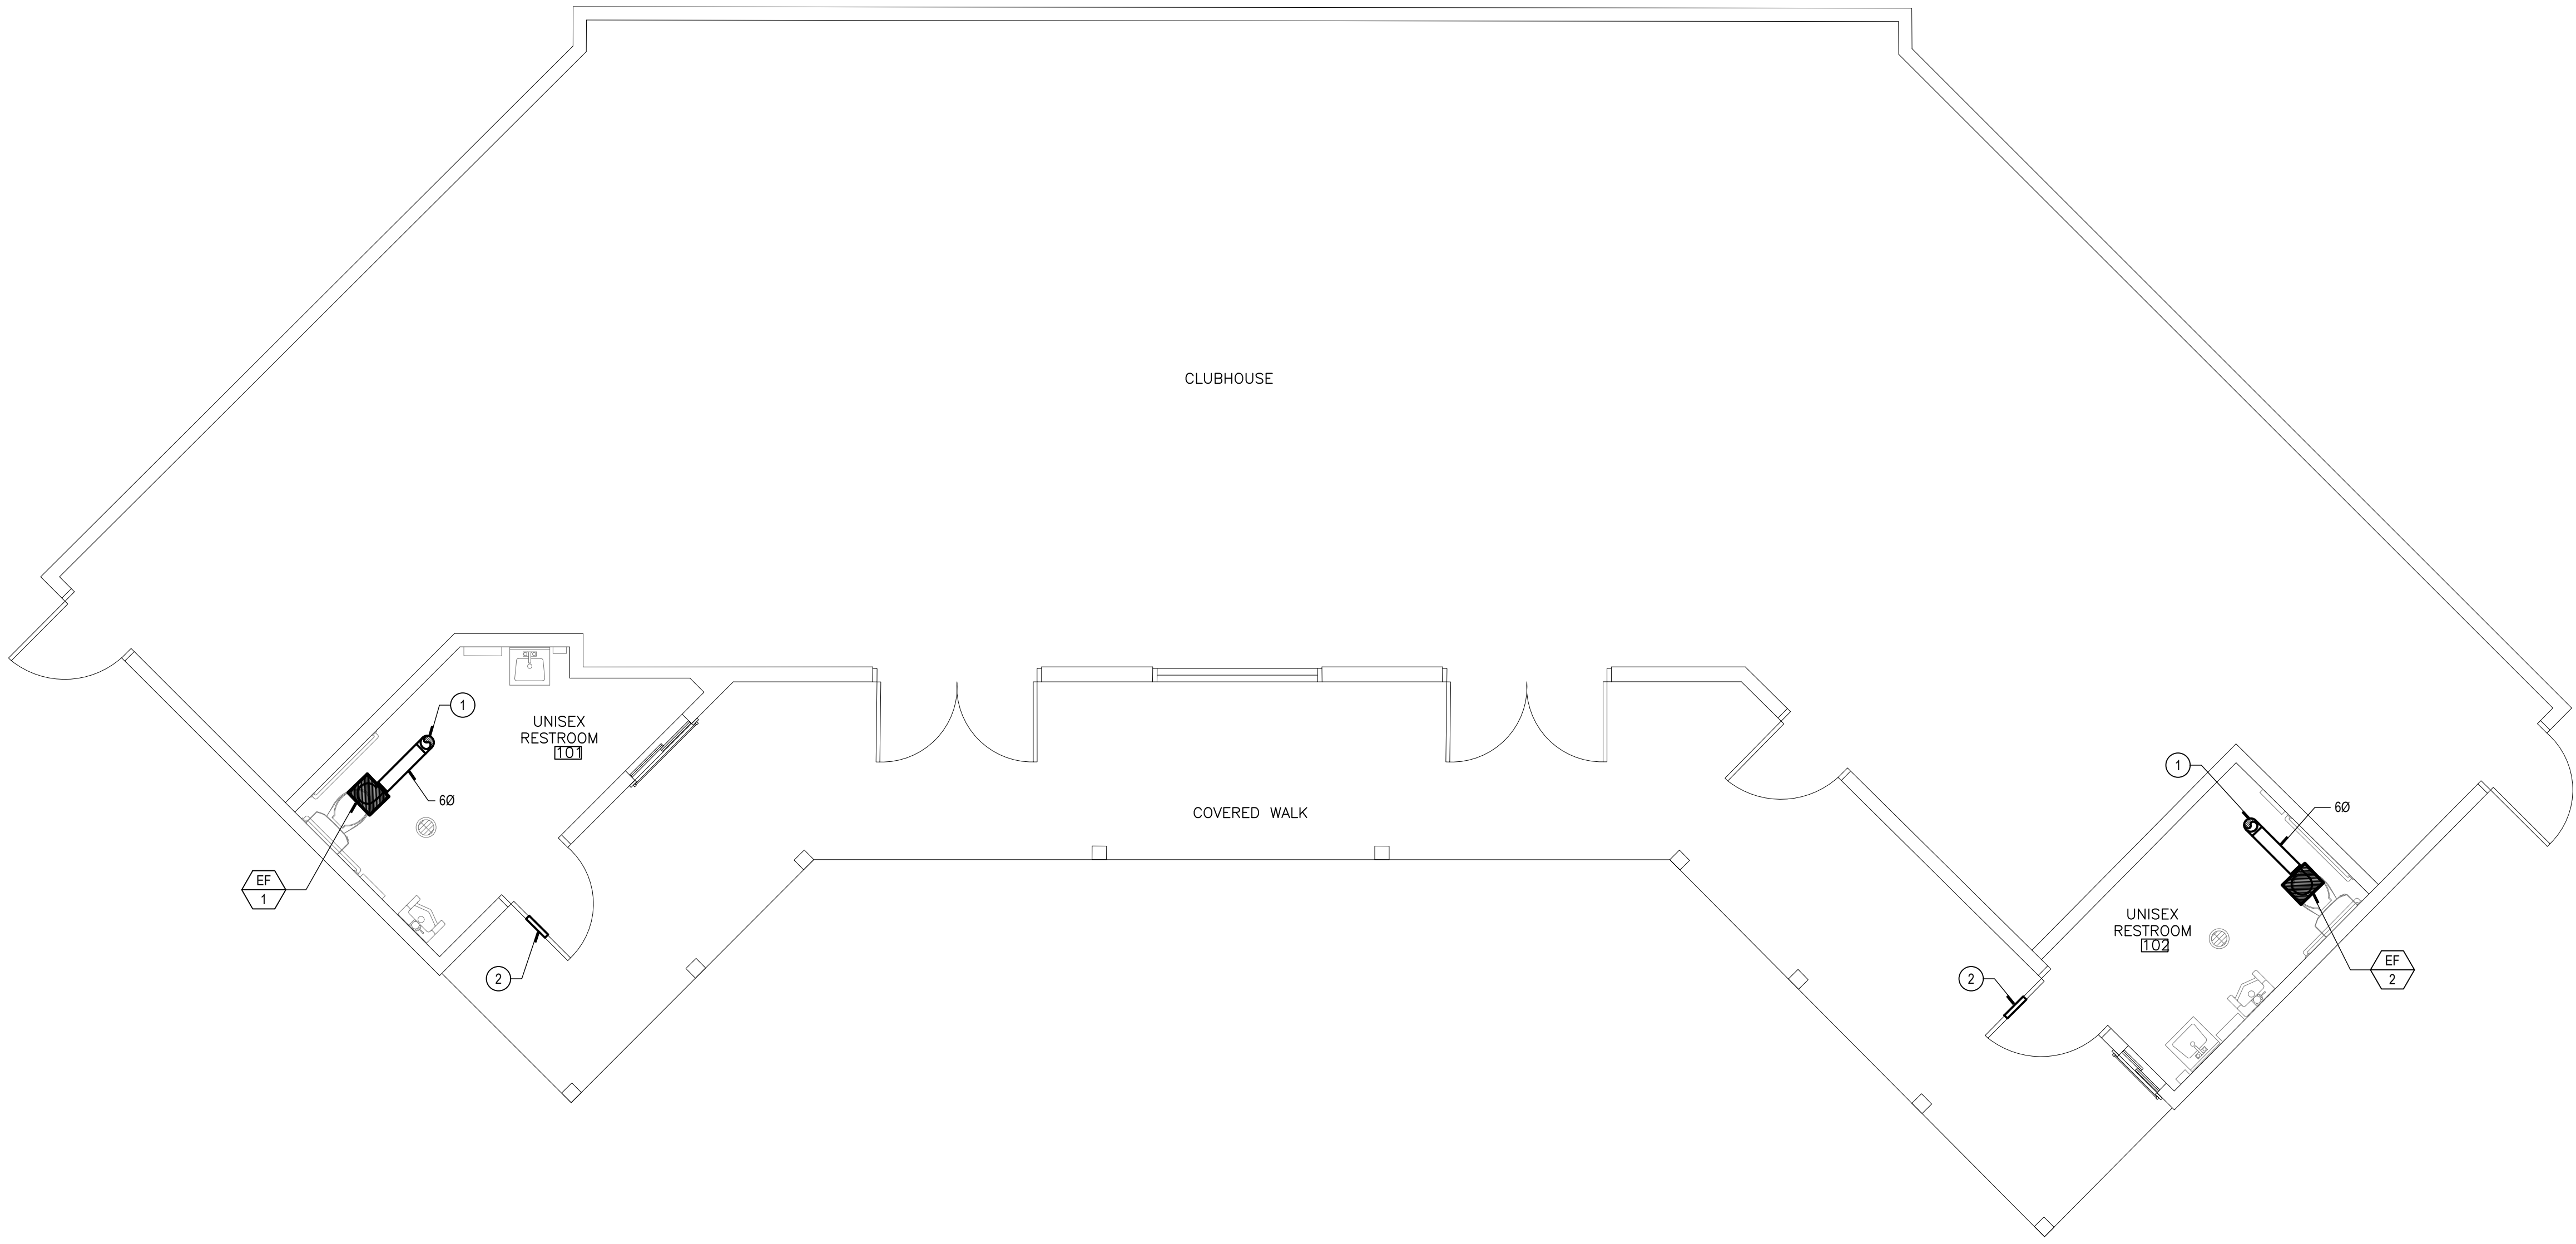 CLUBHOUSE
1
UNISEX
RESTROOM
101
6Ø
EF
1
2
COVERED WALK
1
6Ø
UNISEX
RESTROOM
102
EF
2
2